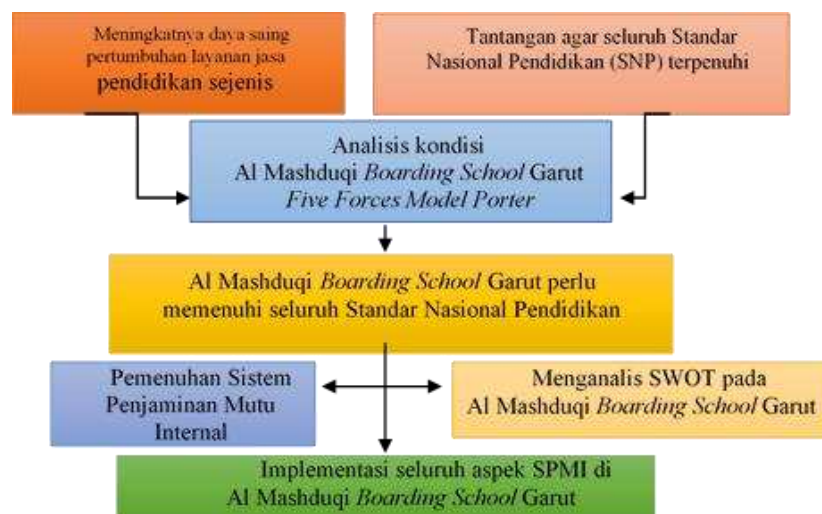 Meningkatnya daya saing
pertumbuhan layanan jasa
pendidikan sejenis
Tantangan agar seluruh Standar
Nasional Pendidikan (SNP) terpenuhi
Analisis kondisi
Al Mashduqi Boarding School Garut
Five Forces Model Porter
Al Mashduqi Boarding School Garut perlu
memenuhi seluruh Standar Nasional Pendidikan
Pemenuhan Sistem
Penjaminan Mutu
Internal
Menganalis SWOT pada
Al Mashduqi Boarding School Garut
Implementasi seluruh aspek SPMI di
Al Mashduqi Boarding School Garut